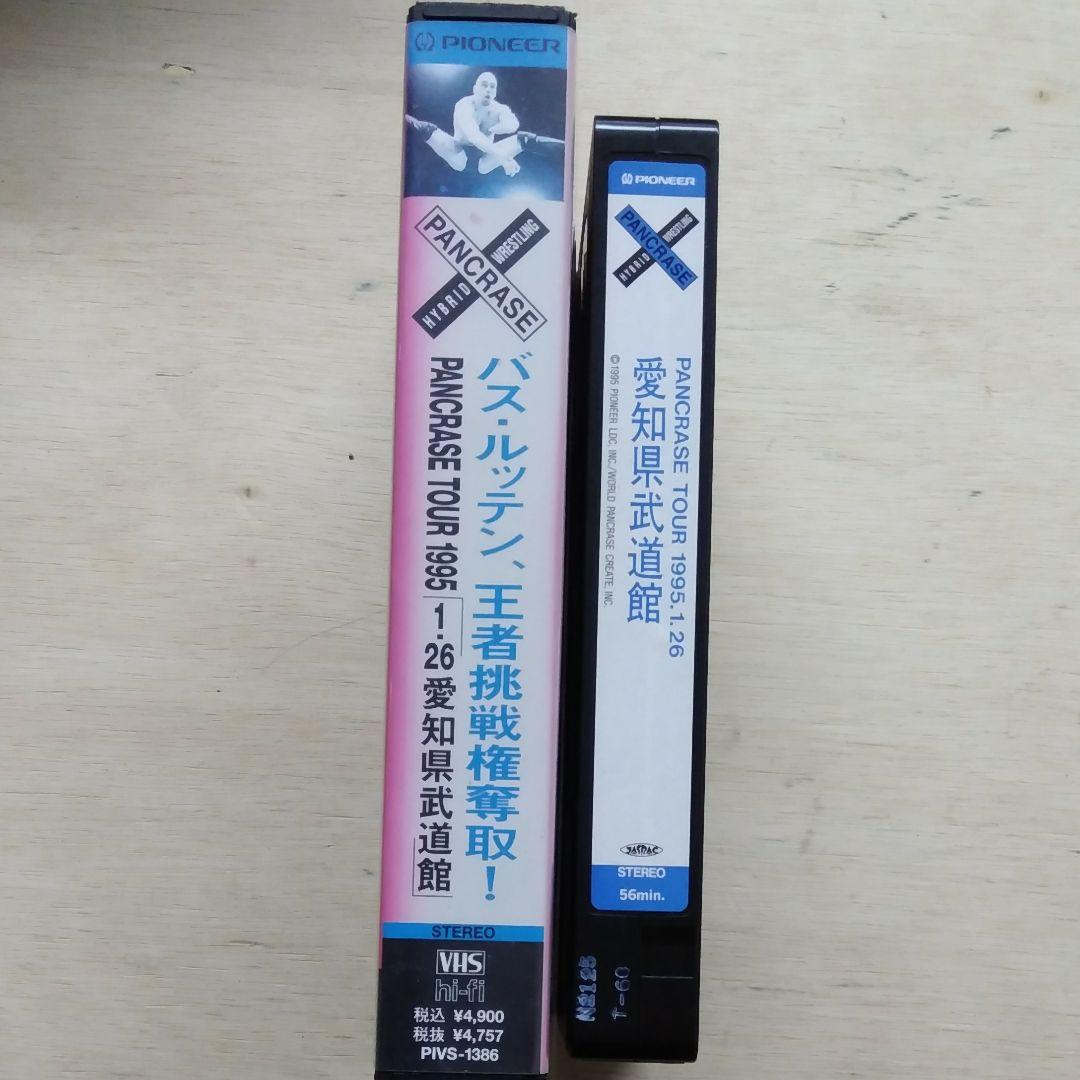 PIONEER
PANCRASE
HYBRID WRESTLING
バス・ルッテン、王者挑戦権奪取!
PANCRASE TOUR 1995「1・26愛知県武道館」
STEREO
VHS
hi-fi
税込 ¥4,900
税抜 ¥4,757
PIVS-1386
PIONEER
PANCRASE
HYBRID WRESTLING
PANCRASE TOUR 1995.1.26
愛知県武道館
©1995 PIONEER LDC, INC./WORLD PANCRASE CREATE, INC.
JASRAC
STEREO
56min.
N2125
T-60